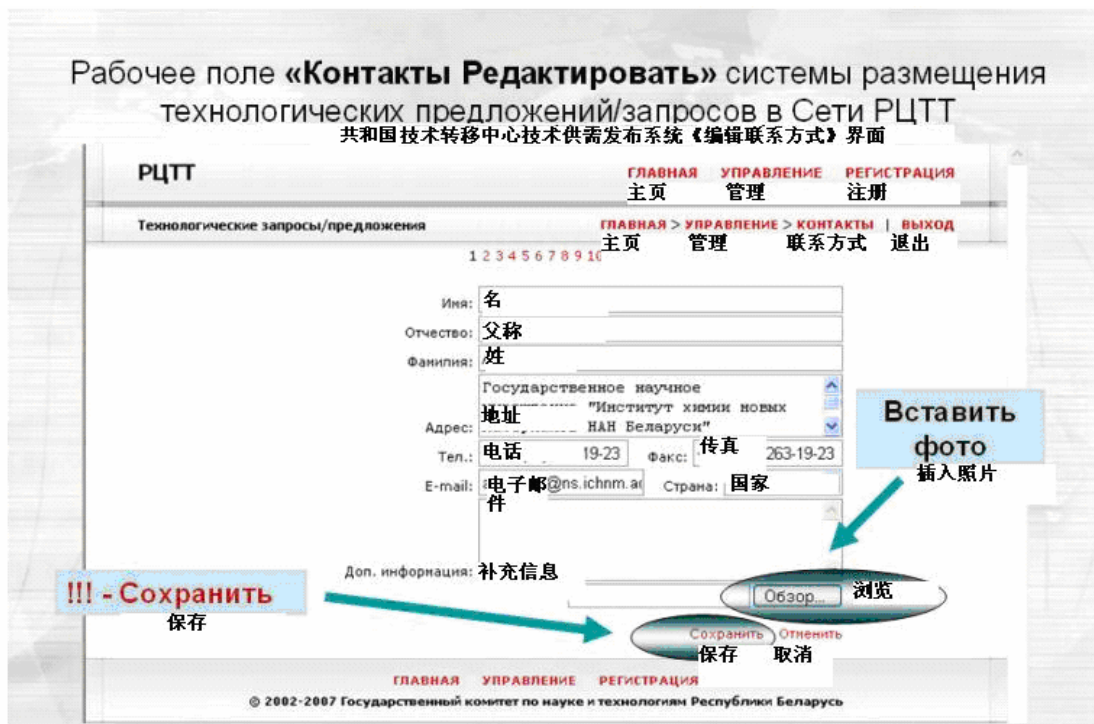 Рабочее поле «Контакты Редактировать» системы размещения
технологических предложений/запросов в Сети РЦТТ
共和国技术转移中心技术供需发布系统《编辑联系方式》界面
РЦТТ
ГЛАВНАЯ УПРАВЛЕНИЕ РЕГИСТРАЦИЯ
主页 管理 注册
Технологические запросы/предложения
ГЛАВНАЯ > УПРАВЛЕНИЕ > КОНТАКТЫ | ВЫХОД
主页 管理 联系方式 退出
1 2 3 4 5 6 7 8 9 10
Имя: 名
Отчество: 父称
Фамилия: 姓
Государственное научное
"Институт химии новых
Адрес: 地址 НАН Беларуси"
Тел.: 电话 19-23 Факс: 传真 263-19-23
E-mail: 电子邮件 @ns.ichnm.ac Страна: 国家
Доп. информация: 补充信息
Вставить
фото
插入照片
Обзор... 浏览
!!! - Сохранить
保存
Сохранить Отменить
保存 取消
ГЛАВНАЯ УПРАВЛЕНИЕ РЕГИСТРАЦИЯ
© 2002-2007 Государственный комитет по науке и технологиям Республики Беларусь